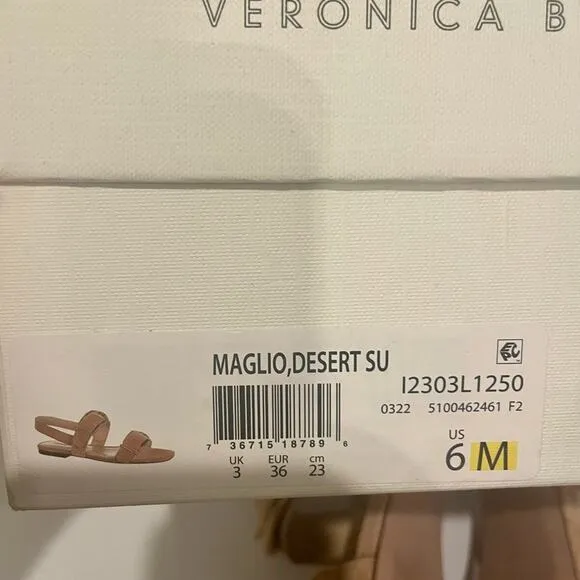 VERONICA B
MAGLIO,DESERT SU
I2303L1250
0322 5100462461 F2
7 36715 18789 6
UK EUR cm
3 36 23
US
6 M